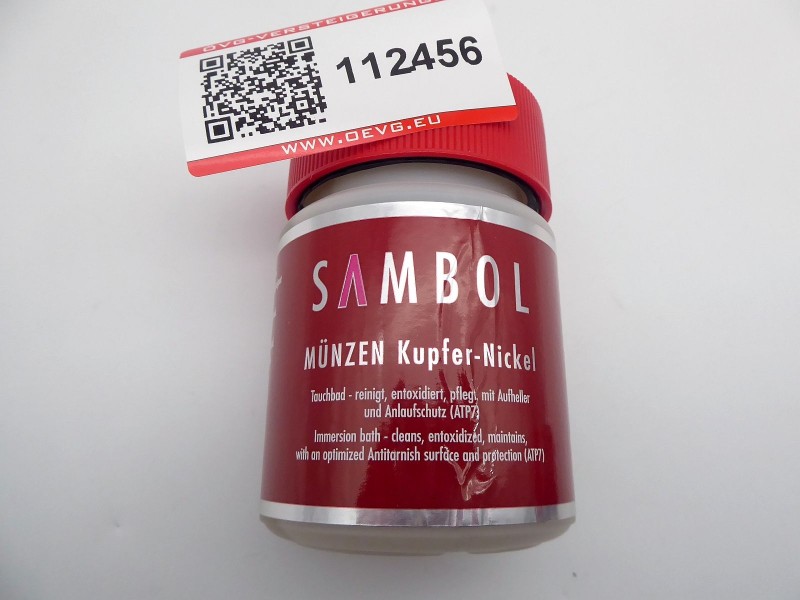 OVG-VERSTEIGERUNG
112456
WWW.OEVG.EU
SAMBOL
MÜNZEN Kupfer-Nickel
Tauchbad - reinigt, entoxidiert, pflegt mit Aufheller
und Anlaufschutz (ATP7)
Immersion bath - cleans, entoxidized, maintains,
with an optimized Antitarnish surface and protection (ATP7)